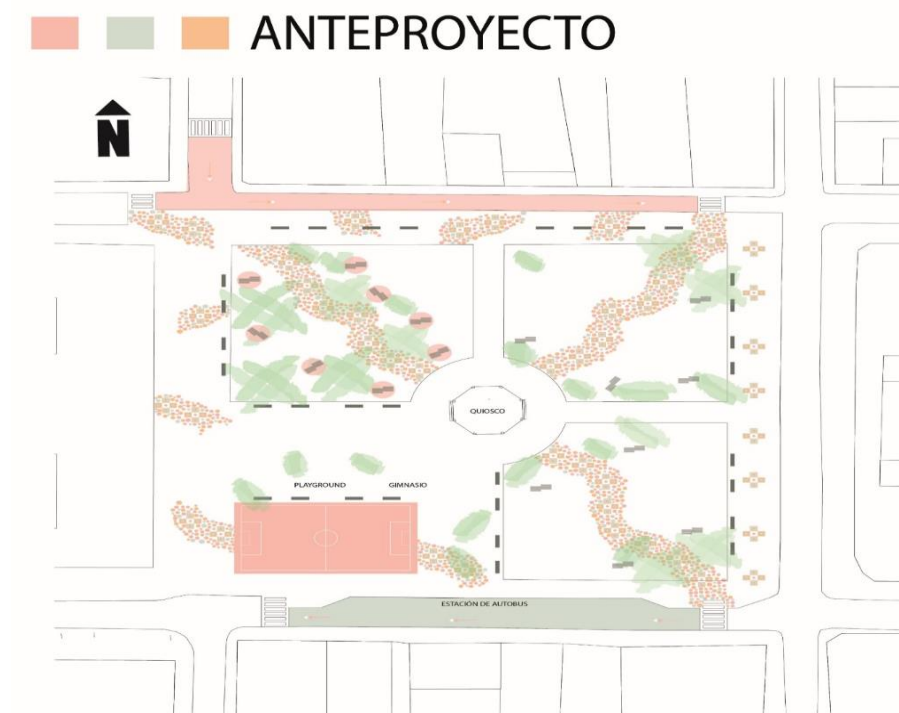 ANTEPROYECTO
N
QUIOSCO
PLAYGROUND GIMNASIO
ESTACIÓN DE AUTOBUS